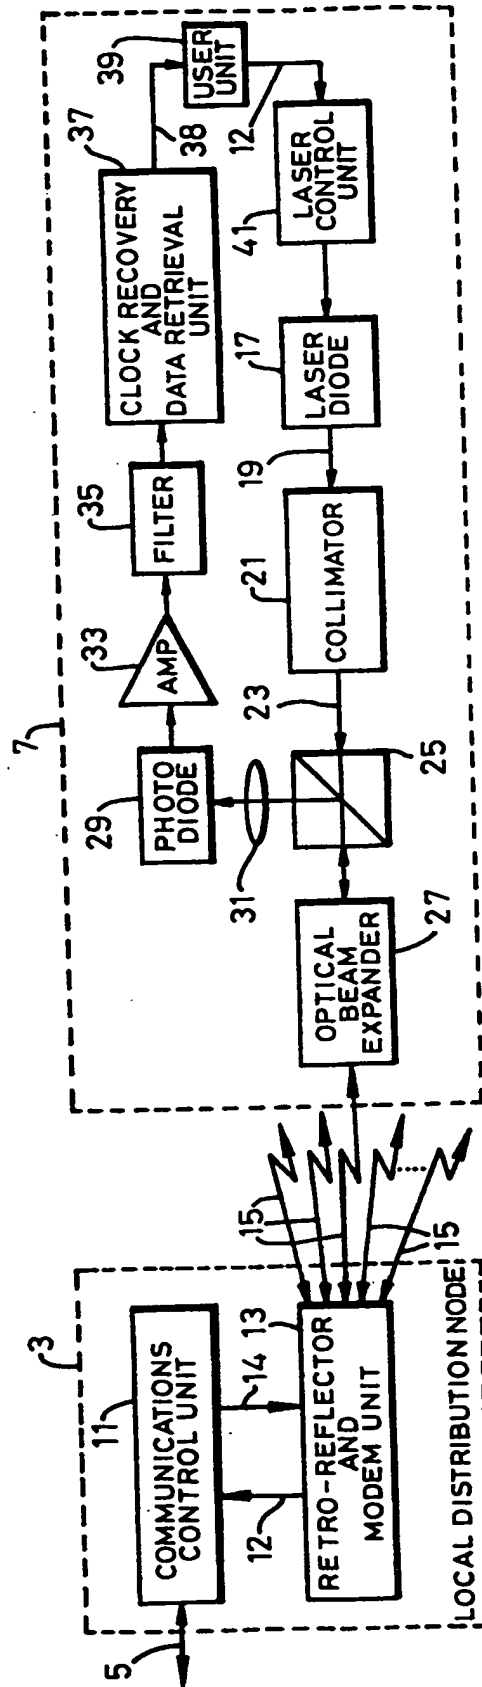 3
11
COMMUNICATIONS
CONTROL UNIT
5
12
14
13
RETRO-REFLECTOR
AND
MODEM UNIT
LOCAL DISTRIBUTION NODE
15
15
15
7
29
PHOTO
DIODE
33
AMP
35
FILTER
37
CLOCK RECOVERY
AND
DATA RETRIEVAL
UNIT
38
39
USER
UNIT
12
41
LASER
CONTROL
UNIT
17
LASER
DIODE
19
21
COLLIMATOR
23
25
31
OPTICAL
BEAM
EXPANDER
27